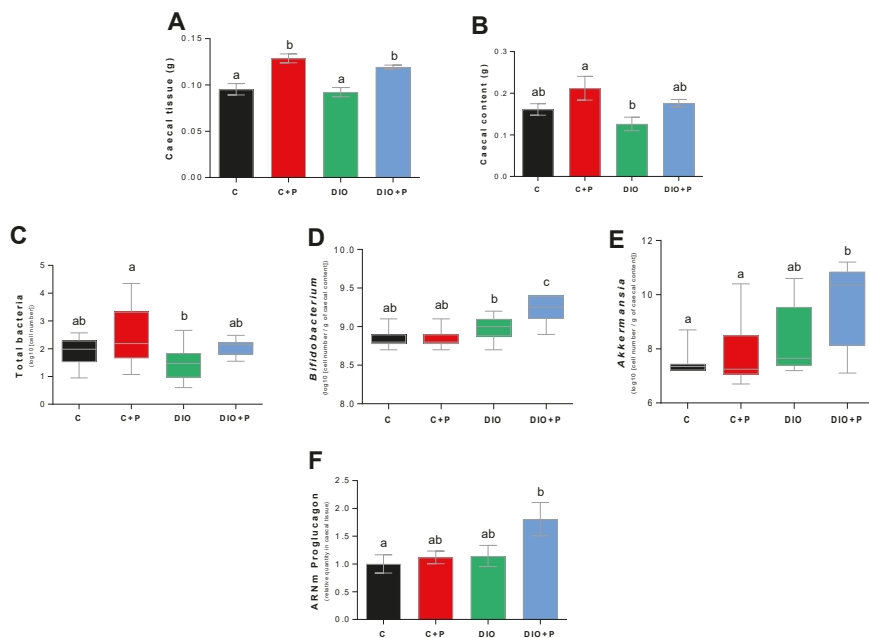 A
Caecal tissue (g)
0.15
0.10
0.05
0.00
a
b
a
b
C
C+P
DIO
DIO+P
B
Caecal content (g)
0.3
0.2
0.1
0.0
ab
a
b
ab
C
C+P
DIO
DIO+P
C
Total bacteria
(log10 [cell number])
5
4
3
2
1
0
ab
a
b
ab
C
C+P
DIO
DIO+P
D
Bifidobacterium
(log10 [cell number / g of caecal content])
10.0
9.5
9.0
8.5
8.0
ab
ab
b
c
C
C+P
DIO
DIO+P
E
Akkermansia
(log10 [cell number / g of caecal content])
12
10
8
6
a
a
ab
b
C
C+P
DIO
DIO+P
F
ARNm Proglucagon
(relative quantity in caecal tissue)
2.5
2.0
1.5
1.0
0.5
0.0
a
ab
ab
b
C
C+P
DIO
DIO+P